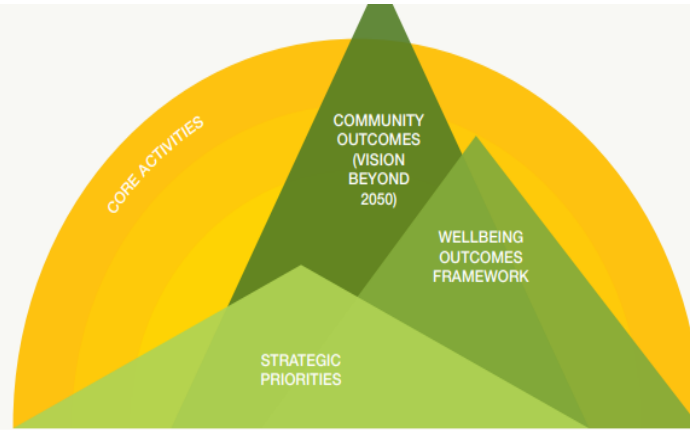 CORE ACTIVITIES
COMMUNITY
OUTCOMES
(VISION
BEYOND
2050)
WELLBEING
OUTCOMES
FRAMEWORK
STRATEGIC
PRIORITIES